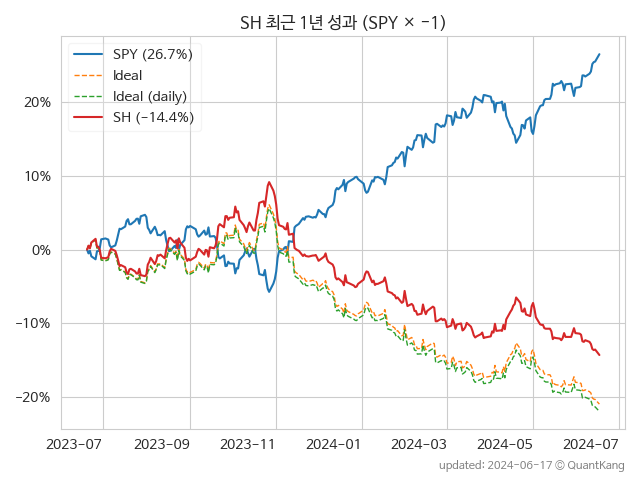 SH 최근 1년 성과 (SPY × −1)
SPY (26.7%)
Ideal
Ideal (daily)
SH (−14.4%)
20%
10%
0%
−10%
−20%
2023-07 2023-09 2023-11 2024-01 2024-03 2024-05 2024-07
updated: 2024-06-17 © QuantKang